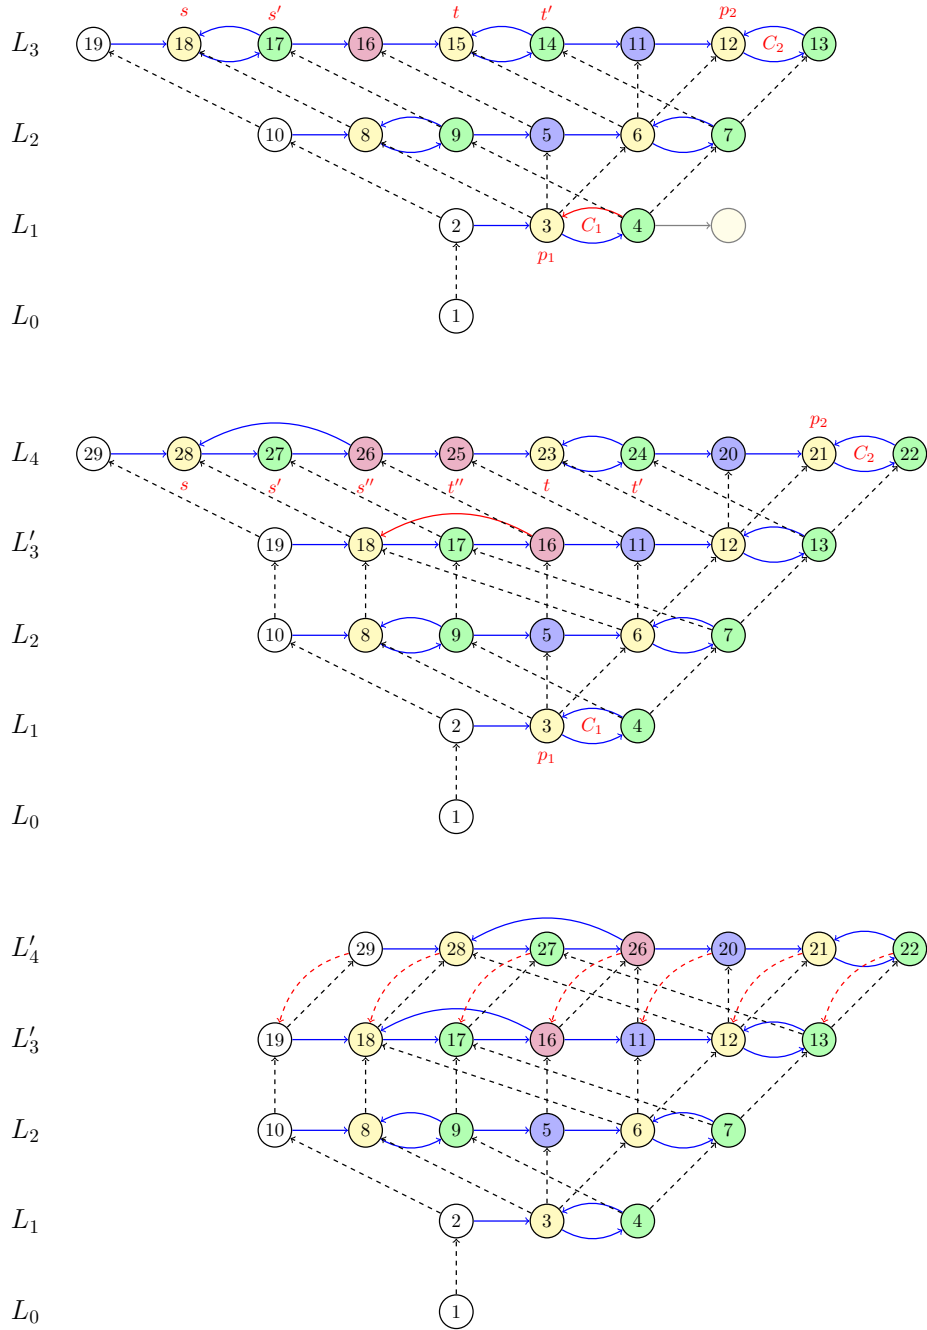 s s′ t t′ p₂
L₃ 19 18 17 16 15 14 11 12 C₂ 13
L₂ 10 8 9 5 6 7
L₁ 2 3 C₁ 4
p₁
L₀ 1
p₂
L₄ 29 28 27 26 25 23 24 20 21 C₂ 22
s s′ s″ t″ t t′
L′₃ 19 18 17 16 11 12 13
L₂ 10 8 9 5 6 7
L₁ 2 3 C₁ 4
p₁
L₀ 1
L′₄ 29 28 27 26 20 21 22
L′₃ 19 18 17 16 11 12 13
L₂ 10 8 9 5 6 7
L₁ 2 3 4
L₀ 1